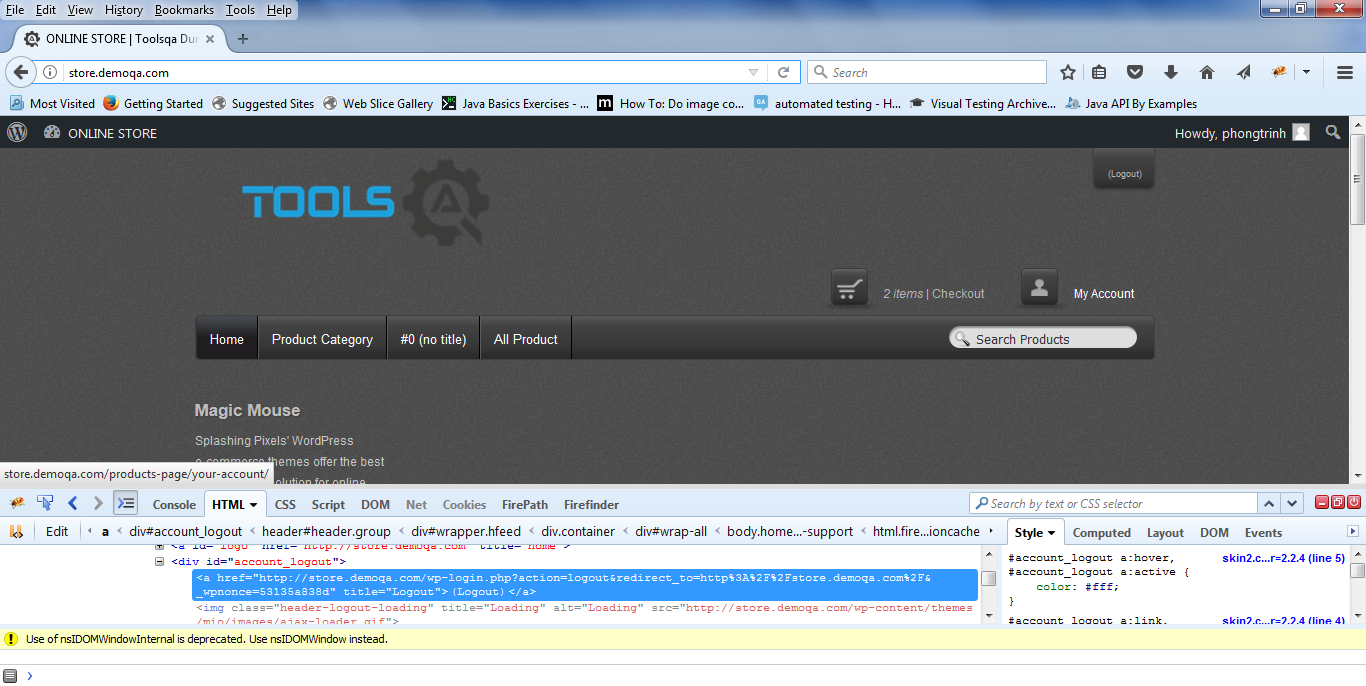 File Edit View History Bookmarks Tools Help
ONLINE STORE | Toolsqa Dun
store.demoqa.com
Search
Most Visited Getting Started Suggested Sites Web Slice Gallery Java Basics Exercises - ... How To: Do image co... automated testing - H... Visual Testing Archive... Java API By Examples
ONLINE STORE Howdy, phongtrinh
(Logout)
TOOLS QA
2 items | Checkout My Account
Home Product Category #0 (no title) All Product Search Products
Magic Mouse
Splashing Pixels' WordPress
e-commerce themes offer the best
olution for online
store.demoqa.com/products-page/your-account/
Console HTML CSS Script DOM Net Cookies FirePath Firefinder Search by text or CSS selector
Edit a < div#account_logout < header#header.group < div#wrapper.hfeed < div.container < div#wrap-all < body.home...-support < html.fire...ioncache Style Computed Layout DOM Events
<a id="logo" href="http://store.demoqa.com" title="home">
<div id="account_logout">
<a href="http://store.demoqa.com/wp-login.php?action=logout&redirect_to=http%3A%2F%2Fstore.demoqa.com%2F&
_wpnonce=53135a838d" title="Logout">(Logout)</a>
<img class="header-logout-loading" title="Loading" alt="Loading" src="http://store.demoqa.com/wp-content/themes
/mio/images/ajax-loader.gif">
#account_logout a:hover, skin2.c...r=2.2.4 (line 5)
#account_logout a:active {
color: #fff;
}
#account_logout a:link, skin2.c...r=2.2.4 (line 4)
Use of nsIDOMWindowInternal is deprecated. Use nsIDOMWindow instead.